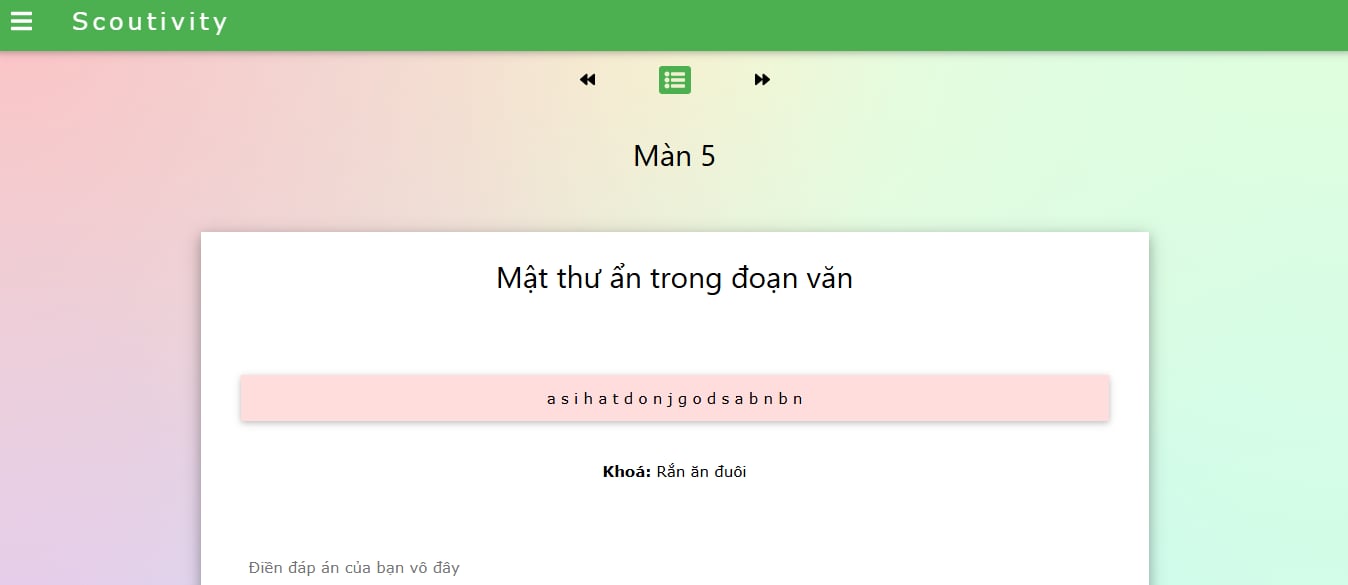 Scoutivity
Màn 5
Mật thư ẩn trong đoạn văn
a s i h a t d o n j g o d s a b n b n
Khoá: Rắn ăn đuôi
Điền đáp án của bạn vô đây